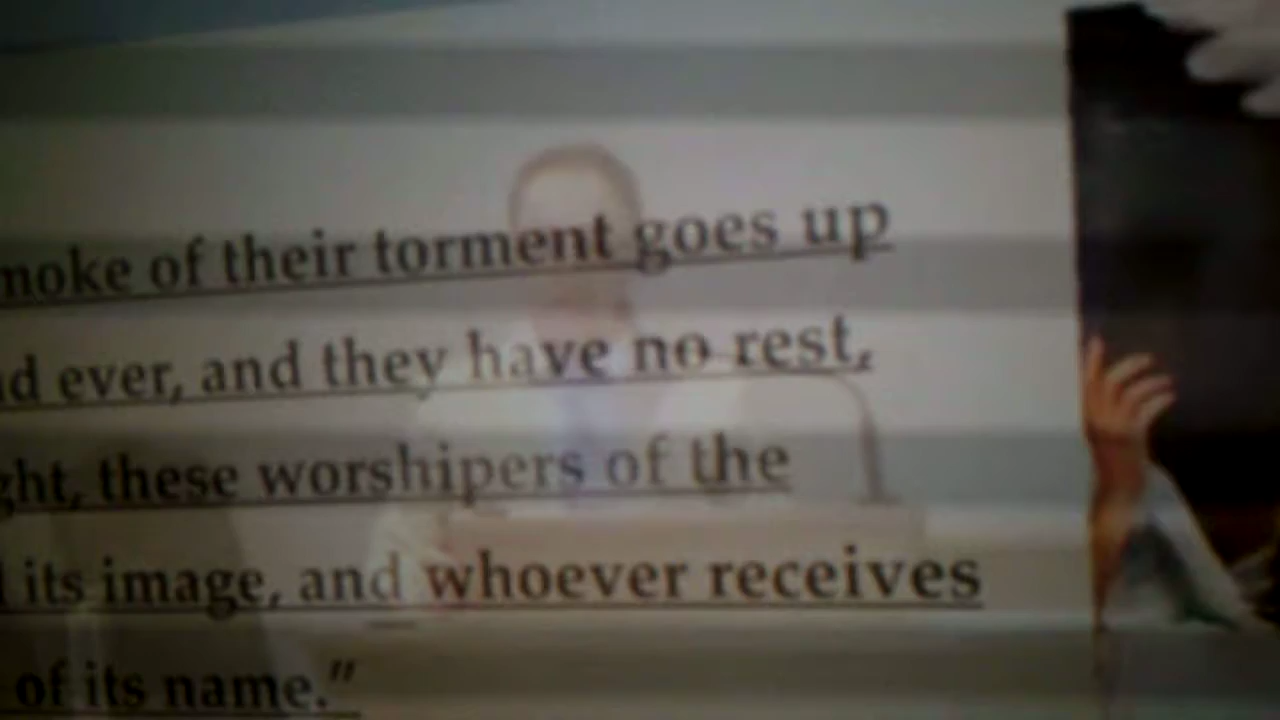 moke of their torment goes up
d ever, and they have no rest,
ght, these worshipers of the
its image, and whoever receives
of its name.”